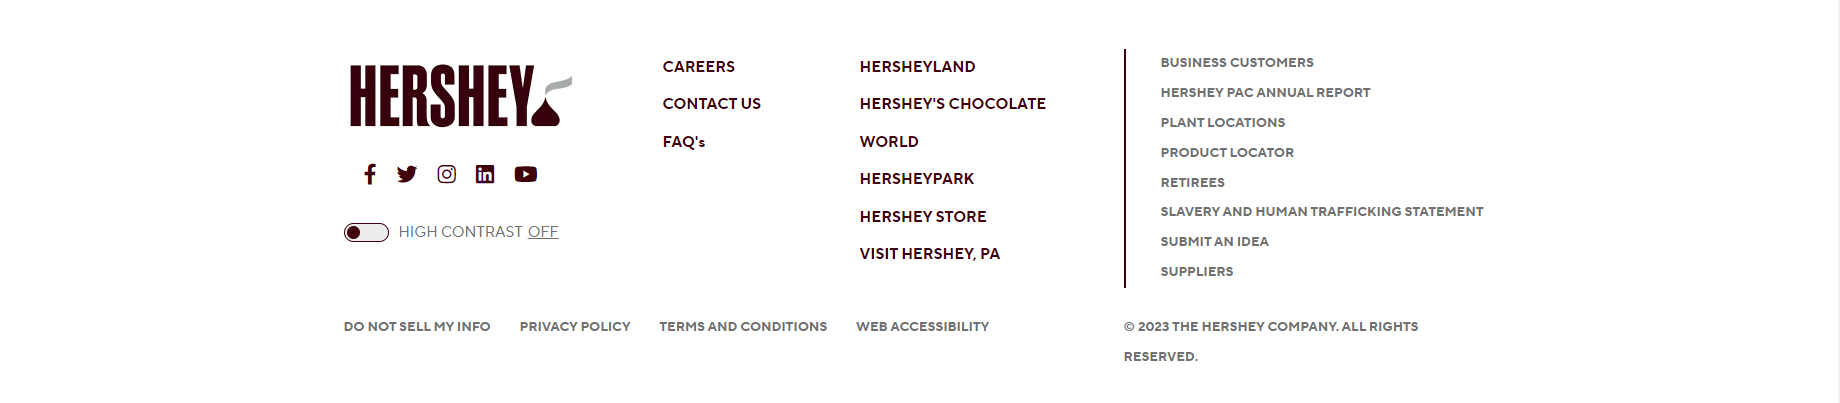 HERSHEY
HIGH CONTRAST OFF
CAREERS
CONTACT US
FAQ's
HERSHEYLAND
HERSHEY'S CHOCOLATE
WORLD
HERSHEYPARK
HERSHEY STORE
VISIT HERSHEY, PA
BUSINESS CUSTOMERS
HERSHEY PAC ANNUAL REPORT
PLANT LOCATIONS
PRODUCT LOCATOR
RETIREES
SLAVERY AND HUMAN TRAFFICKING STATEMENT
SUBMIT AN IDEA
SUPPLIERS
DO NOT SELL MY INFO PRIVACY POLICY TERMS AND CONDITIONS WEB ACCESSIBILITY
© 2023 THE HERSHEY COMPANY. ALL RIGHTS
RESERVED.